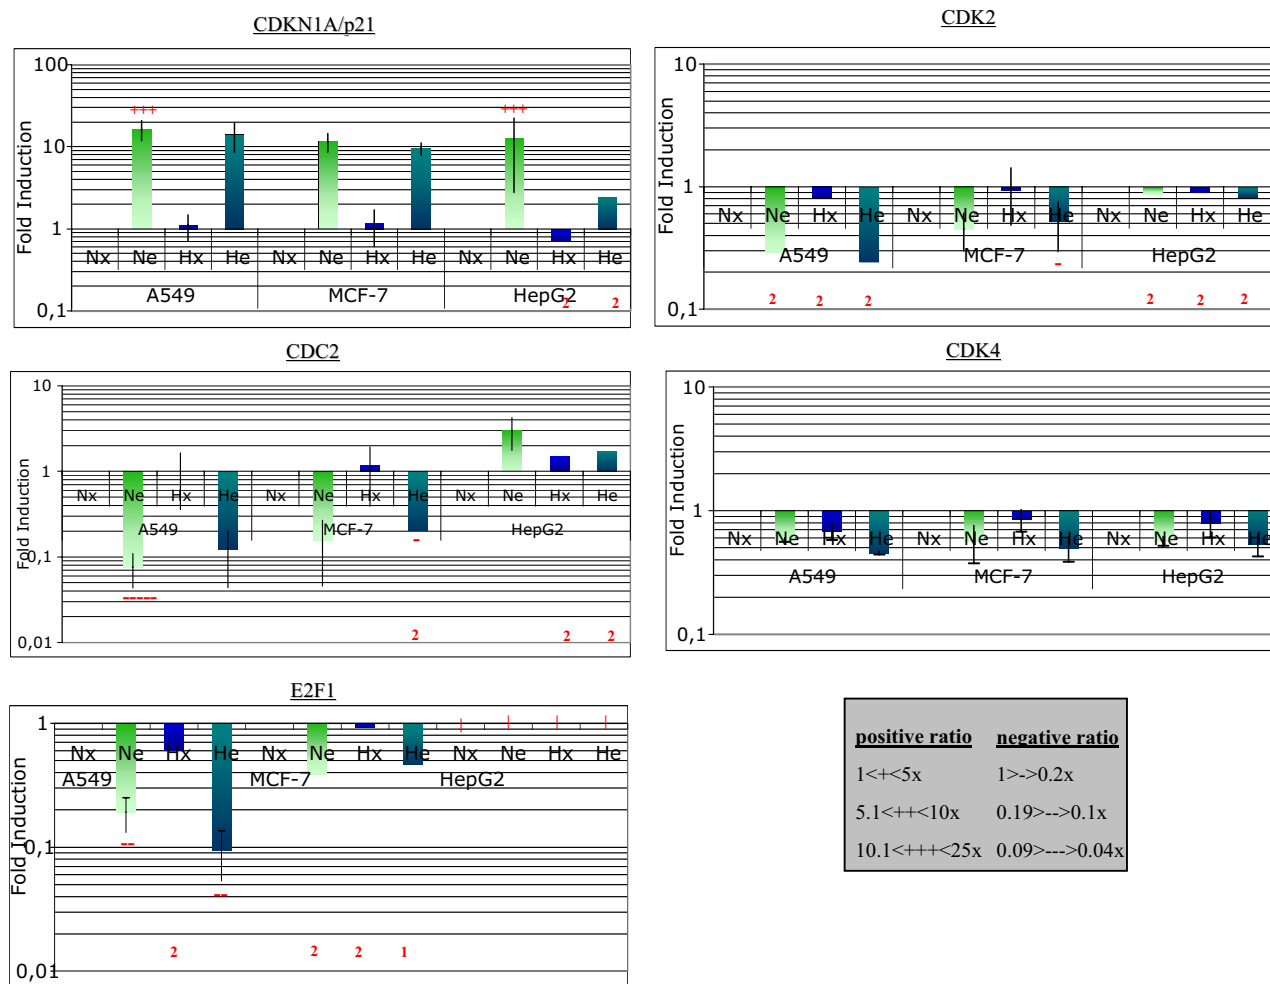 CDKN1A/p21
100
+++
+++
10
1
Nx Ne Hx He Nx Ne Hx He Nx Ne Hx He
A549 MCF-7 HepG2
2 2
0,1
Fold Induction
CDK2
10
1
Nx Ne Hx He Nx Ne Hx He Nx Ne Hx He
A549 MCF-7 HepG2
-
2 2 2 2 2 2
0,1
Fold Induction
CDC2
10
1
Nx Ne Hx He Nx Ne Hx He Nx Ne Hx He
A549 MCF-7 HepG2
-
0,1
-----
2 2 2
0,01
Fold Induction
CDK4
10
1
Nx Ne Hx He Nx Ne Hx He Nx Ne Hx He
A549 MCF-7 HepG2
0,1
Fold Induction
E2F1
1
Nx Ne Hx He Nx Ne Hx He Nx Ne Hx He
A549 MCF-7 HepG2
--
0,1
--
2 2 2 1
0,01
Fold Induction
positive ratio negative ratio
1<+<5x 1>->0.2x
5.1<++<10x 0.19>-->0.1x
10.1<+++<25x 0.09>--->0.04x